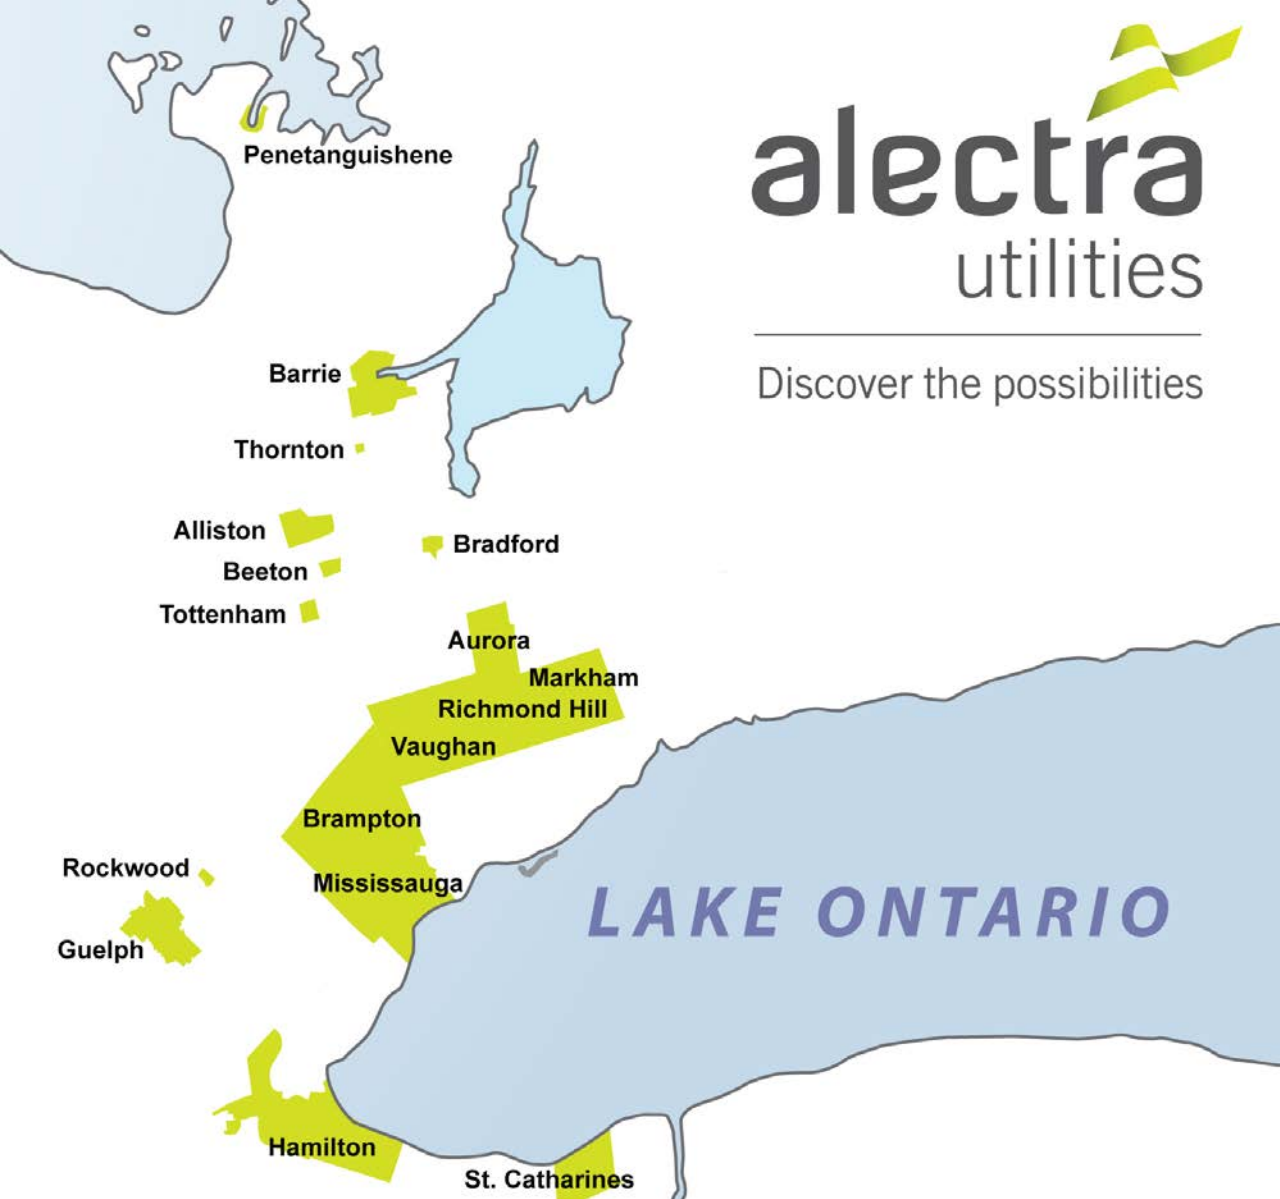 alectra
utilities
Discover the possibilities
Penetanguishene
Barrie
Thornton
Alliston
Bradford
Beeton
Tottenham
Aurora
Markham
Richmond Hill
Vaughan
Brampton
Rockwood
Mississauga
LAKE ONTARIO
Guelph
Hamilton
St. Catharines